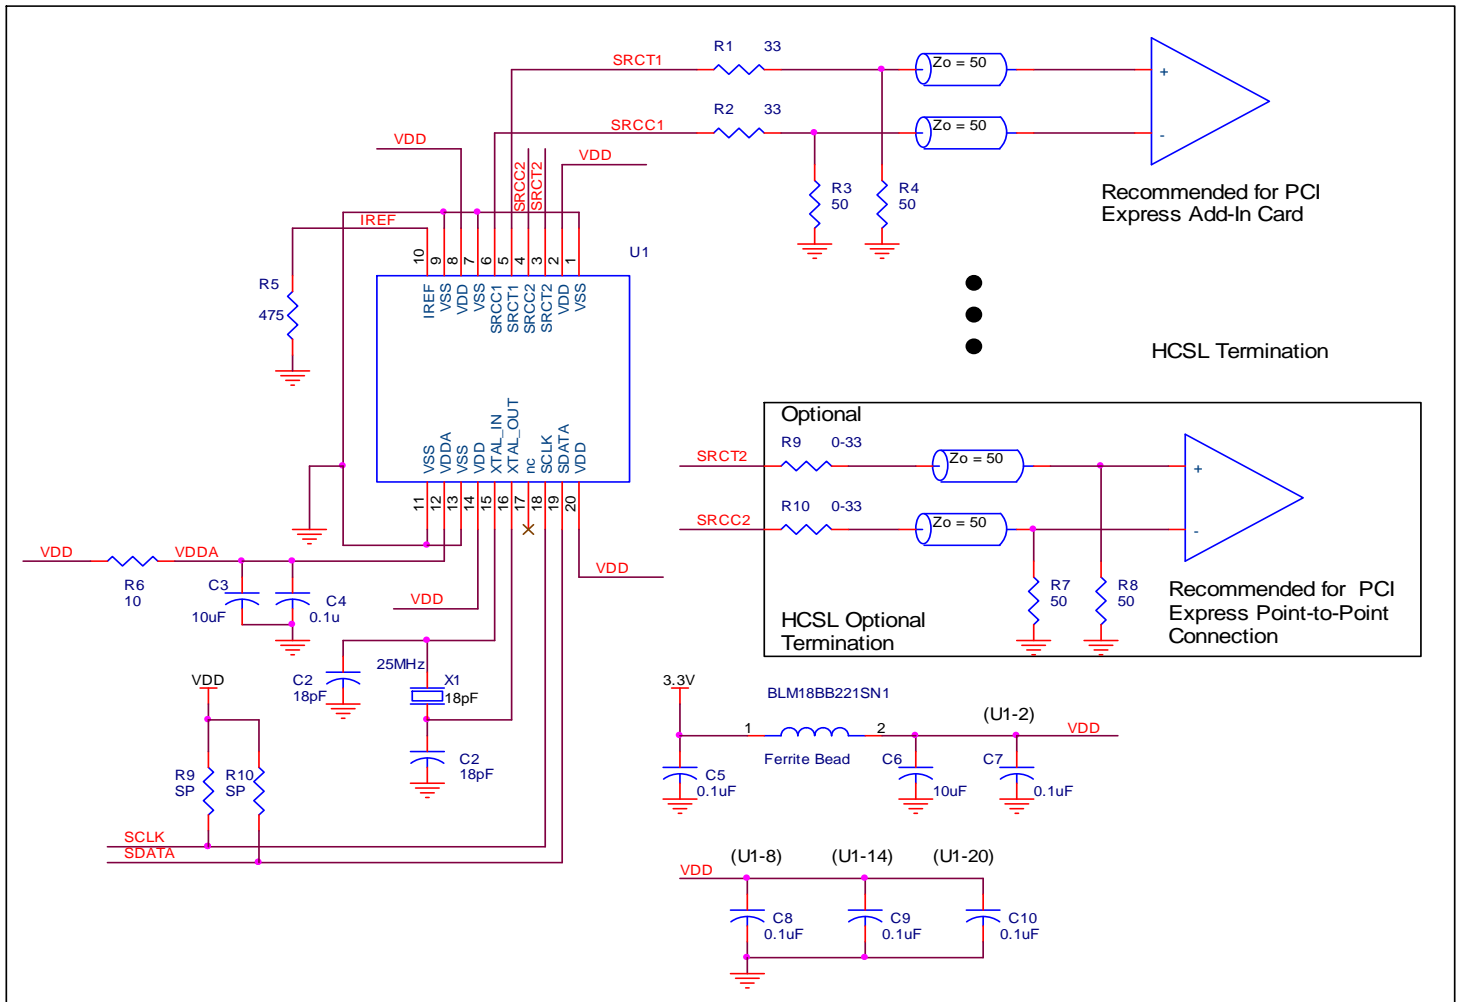 R1 33
SRCT1
Zo = 50
+
R2 33
SRCC1
Zo = 50
-
VDD
SRCC2
SRCT2
VDD
R3
50
R4
50
Recommended for PCI
Express Add-In Card
IREF
U1
10 9 8 7 6 5 4 3 2 1
IREF VSS VDD VSS SRCC1 SRCT1 SRCC2 SRCT2 VDD VSS
R5
475
HCSL Termination
VSS VDDA VSS VDD XTAL_IN XTAL_OUT nc SCLK SDATA VDD
11 12 13 14 15 16 17 18 19 20
Optional
SRCT2
R9 0-33
Zo = 50
+
SRCC2
R10 0-33
Zo = 50
-
R7
50
R8
50
Recommended for PCI
Express Point-to-Point
Connection
HCSL Optional
Termination
VDD
VDDA
R6
10
C3
10uF
C4
0.1u
VDD
VDD
25MHz
X1
18pF
C2
18pF
C2
18pF
VDD
R9
SP
R10
SP
SCLK
SDATA
3.3V
BLM18BB221SN1
1 2
Ferrite Bead
(U1-2)
VDD
C5
0.1uF
C6
10uF
C7
0.1uF
(U1-8) (U1-14) (U1-20)
VDD
C8
0.1uF
C9
0.1uF
C10
0.1uF